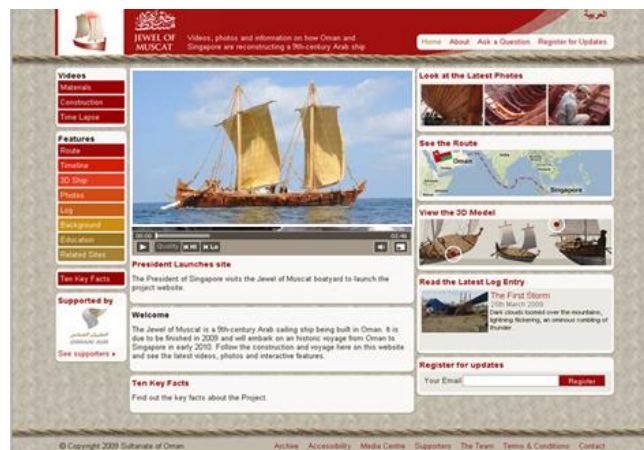 العربية
JEWEL OF
MUSCAT
Videos, photos and information on how Oman and
Singapore are reconstructing a 9th-century Arab ship
Home About Ask a Question Register for Updates
Videos
Materials
Construction
Time Lapse
Features
Route
Timeline
3D Ship
Photos
Log
Background
Education
Related Sites
Ten Key Facts
Supported by
OMAN AIR
See supporters
00:00
02:46
Quality Hi Lo
President Launches site
The President of Singapore visits the Jewel of Muscat boatyard to launch the
project website.
Welcome
The Jewel of Muscat is a 9th-century Arab sailing ship being built in Oman. It is
due to be finished in 2009 and will embark on an historic voyage from Oman to
Singapore in early 2010. Follow the construction and voyage here on this website
and see the latest videos, photos and interactive features.
Ten Key Facts
Find out the key facts about the Project.
Look at the Latest Photos
See the Route
Oman
India
Singapore
View the 3D Model
Read the Latest Log Entry
The First Storm
26th March 2009
Dark clouds loomed over the mountains,
lightning flickering, an ominous rumbling of
thunder.
Register for updates
Your Email
Register
© Copyright 2009 Sultanate of Oman
Archive Accessibility Media Centre Supporters The Team Terms & Conditions Contact